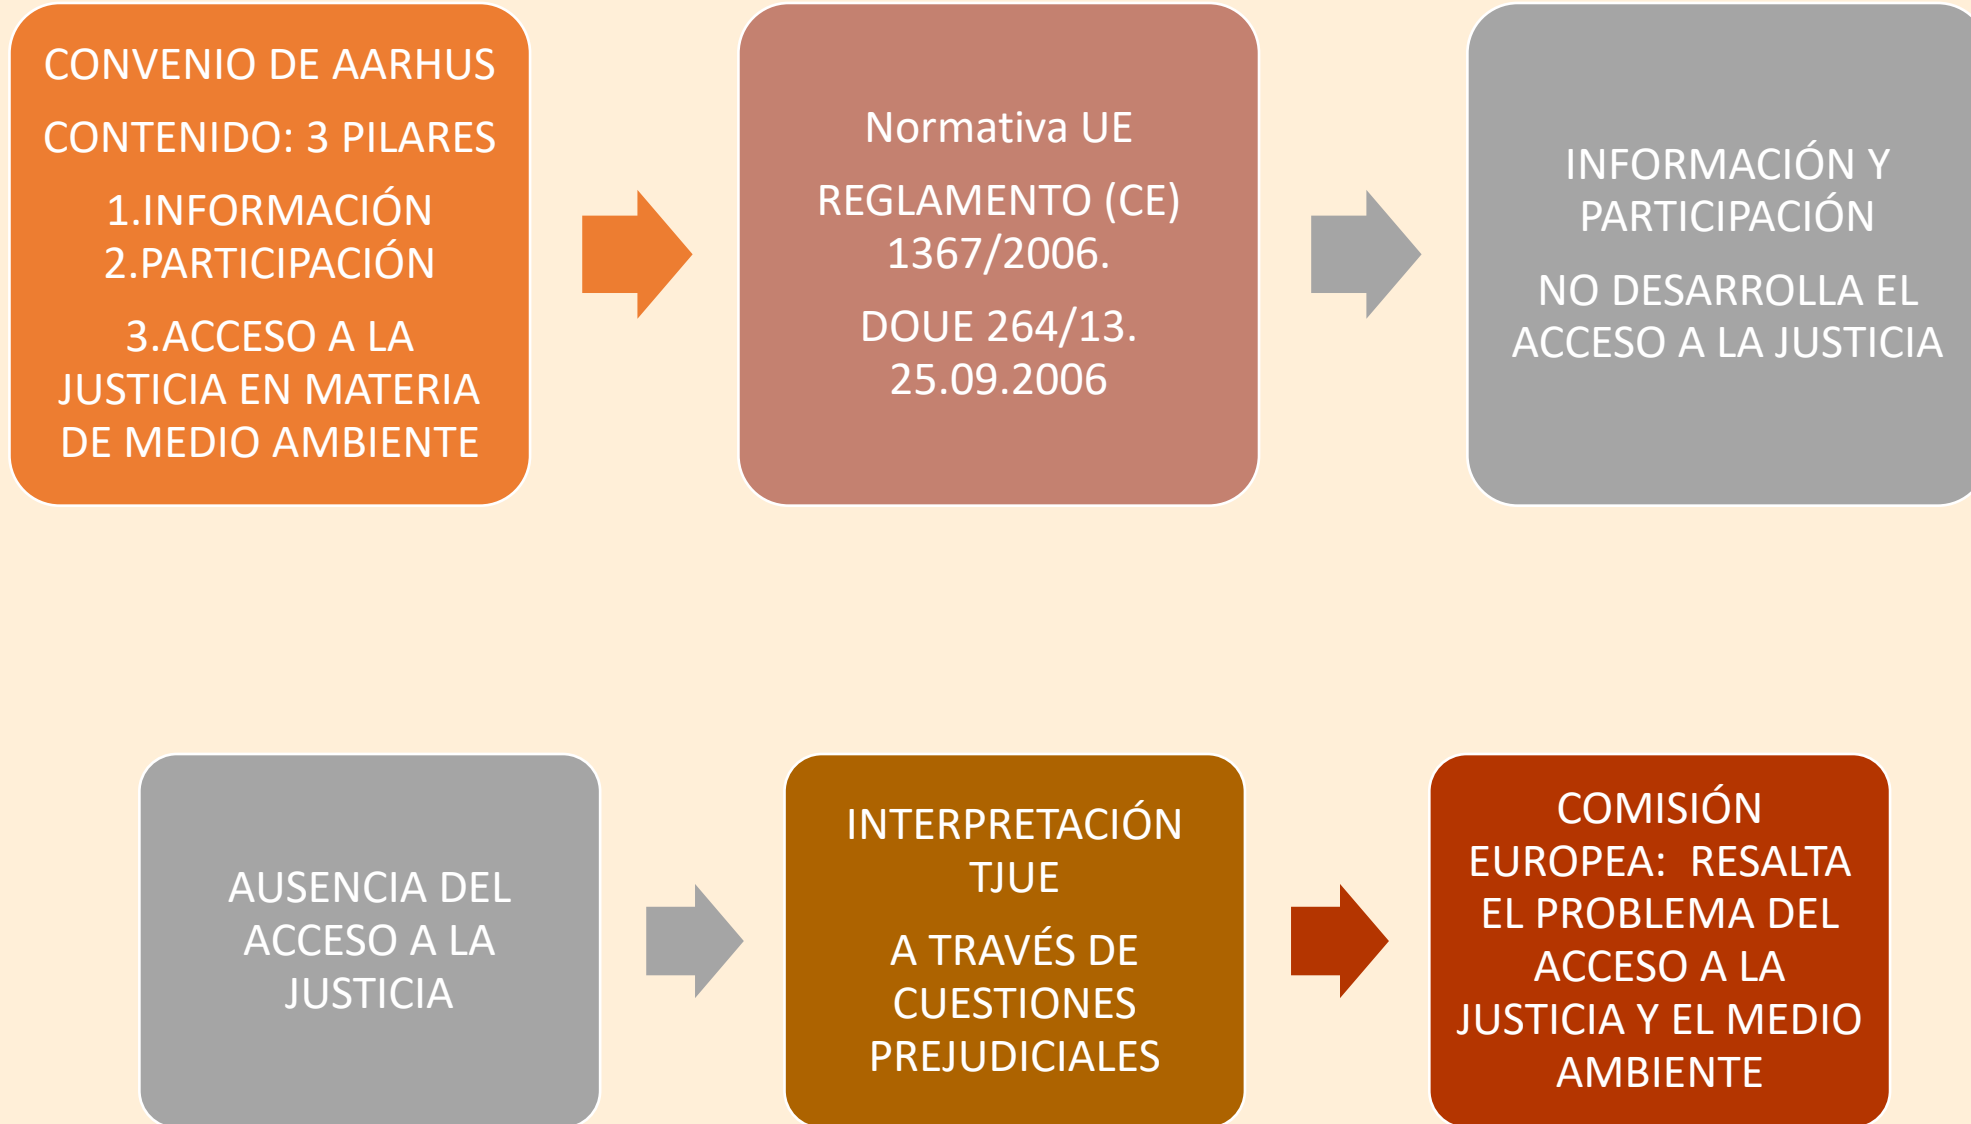 CONVENIO DE AARHUS
CONTENIDO: 3 PILARES
1.INFORMACIÓN
2.PARTICIPACIÓN
3.ACCESO A LA
JUSTICIA EN MATERIA
DE MEDIO AMBIENTE
Normativa UE
REGLAMENTO (CE)
1367/2006.
DOUE 264/13.
25.09.2006
INFORMACIÓN Y
PARTICIPACIÓN
NO DESARROLLA EL
ACCESO A LA JUSTICIA
AUSENCIA DEL
ACCESO A LA
JUSTICIA
INTERPRETACIÓN
TJUE
A TRAVÉS DE
CUESTIONES
PREJUDICIALES
COMISIÓN
EUROPEA: RESALTA
EL PROBLEMA DEL
ACCESO A LA
JUSTICIA Y EL MEDIO
AMBIENTE